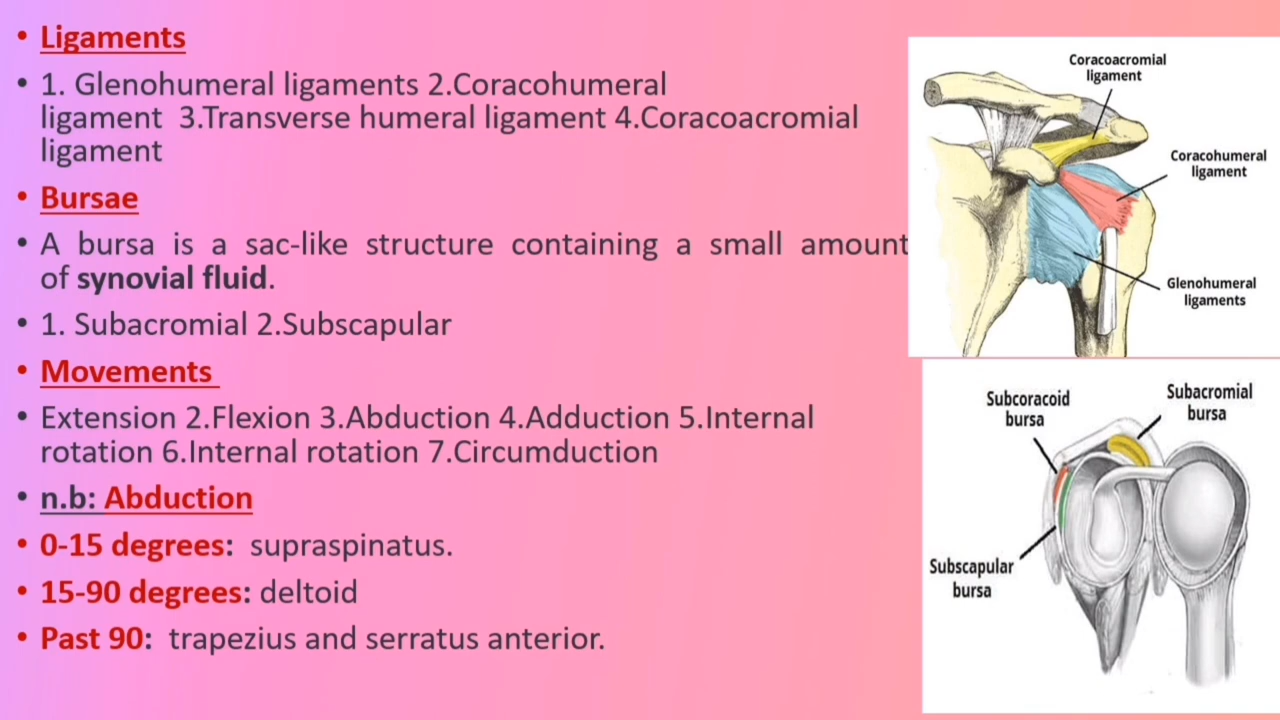 • Ligaments
• 1. Glenohumeral ligaments 2.Coracohumeral
ligament  3.Transverse humeral ligament 4.Coracoacromial
ligament
• Bursae
• A bursa is a sac-like structure containing a small amount
of synovial fluid.
• 1. Subacromial 2.Subscapular
• Movements
• Extension 2.Flexion 3.Abduction 4.Adduction 5.Internal
rotation 6.Internal rotation 7.Circumduction
• n.b: Abduction
• 0-15 degrees:  supraspinatus.
• 15-90 degrees: deltoid
• Past 90:  trapezius and serratus anterior.
Coracoacromial
ligament
Coracohumeral
ligament
Glenohumeral
ligaments
Subcoracoid
bursa
Subacromial
bursa
Subscapular
bursa